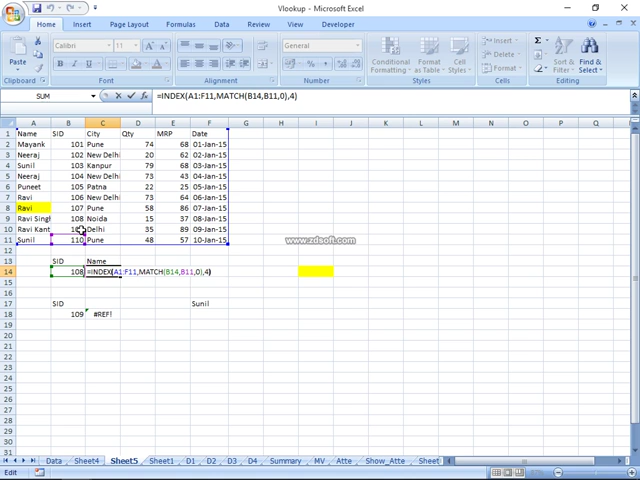 Vlookup - Microsoft Excel
Home Insert Page Layout Formulas Data Review View Developer
Paste Calibri 11 General Conditional Formatting Format as Table Cell Styles Insert Delete Format Sort & Filter Find & Select
Clipboard Font Alignment Number Styles Cells Editing
SUM =INDEX(A1:F11,MATCH(B14,B11,0),4)
A B C D E F G H I J K L M N O P Q
1 Name SID City Qty MRP Date
2 Mayank 101 Pune 74 68 01-Jan-15
3 Neeraj 102 New Delhi 20 62 02-Jan-15
4 Sunil 103 Kanpur 79 68 03-Jan-15
5 Neeraj 104 New Delhi 73 43 04-Jan-15
6 Puneet 105 Patna 22 25 05-Jan-15
7 Ravi 106 New Delhi 73 64 06-Jan-15
8 Ravi 107 Pune 58 86 07-Jan-15
9 Ravi Singh 108 Noida 15 37 08-Jan-15
10 Ravi Kant Delhi 32 89 09-Jan-15
11 Sunil 110 Pune 48 57 10-Jan-15
www.zdsoft.com
12
13 SID Name
14 108 =INDEX(A1:F11,MATCH(B14,B11,0),4)
15
16
17 SID Sunil
18 109 #REF!
19
20
21
22
23
24
25
26
27
28
29
30
31
Data Sheet4 Sheet5 Sheet1 D1 D2 D3 D4 Summary MV Atte Show_Atte Sheet
Edit